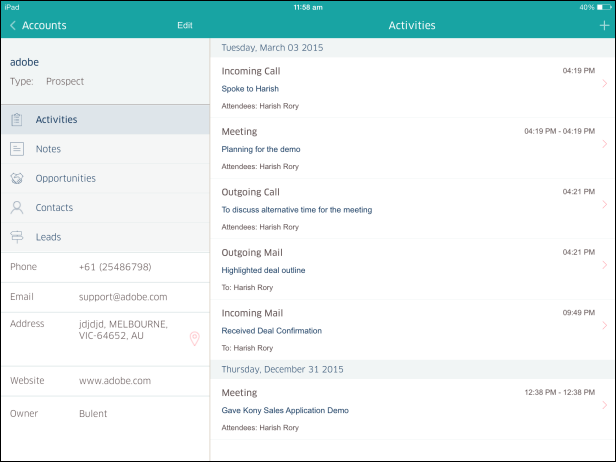 iPad 11:58 am 40%
Accounts Edit Activities
adobe
Type: Prospect
Activities
Notes
Opportunities
Contacts
Leads
Phone +61 (25486798)
Email support@adobe.com
Address jdjdjd, MELBOURNE,
VIC-64652, AU
Website www.adobe.com
Owner Bulent
Tuesday, March 03 2015
Incoming Call 04:19 PM
Spoke to Harish
Attendees: Harish Rory
Meeting 04:19 PM - 04:19 PM
Planning for the demo
Attendees: Harish Rory
Outgoing Call 04:21 PM
To discuss alternative time for the meeting
Attendees: Harish Rory
Outgoing Mail 04:21 PM
Highlighted deal outline
To: Harish Rory
Incoming Mail 09:49 PM
Received Deal Confirmation
To: Harish Rory
Thursday, December 31 2015
Meeting 12:38 PM - 12:38 PM
Gave Kony Sales Application Demo
Attendees: Harish Rory